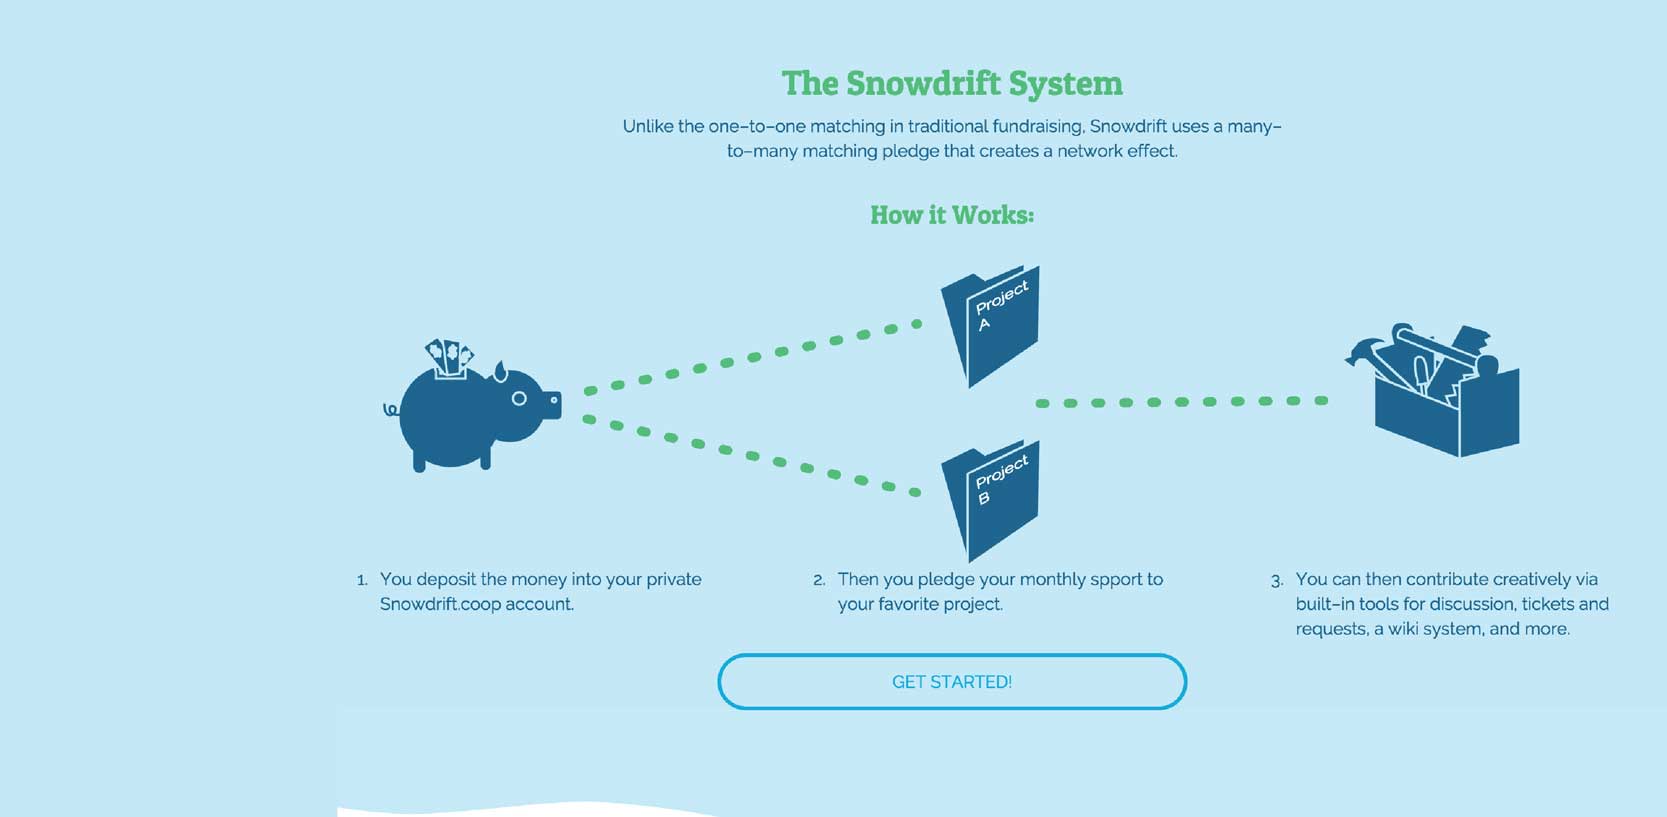 The Snowdrift System
Unlike the one–to–one matching in traditional fundraising, Snowdrift uses a many–
to–many matching pledge that creates a network effect.
How it Works:
Project
A
Project
B
1. You deposit the money into your private
Snowdrift.coop account.
2. Then you pledge your monthly spport to
your favorite project.
3. You can then contribute creatively via
built–in tools for discussion, tickets and
requests, a wiki system, and more.
GET STARTED!